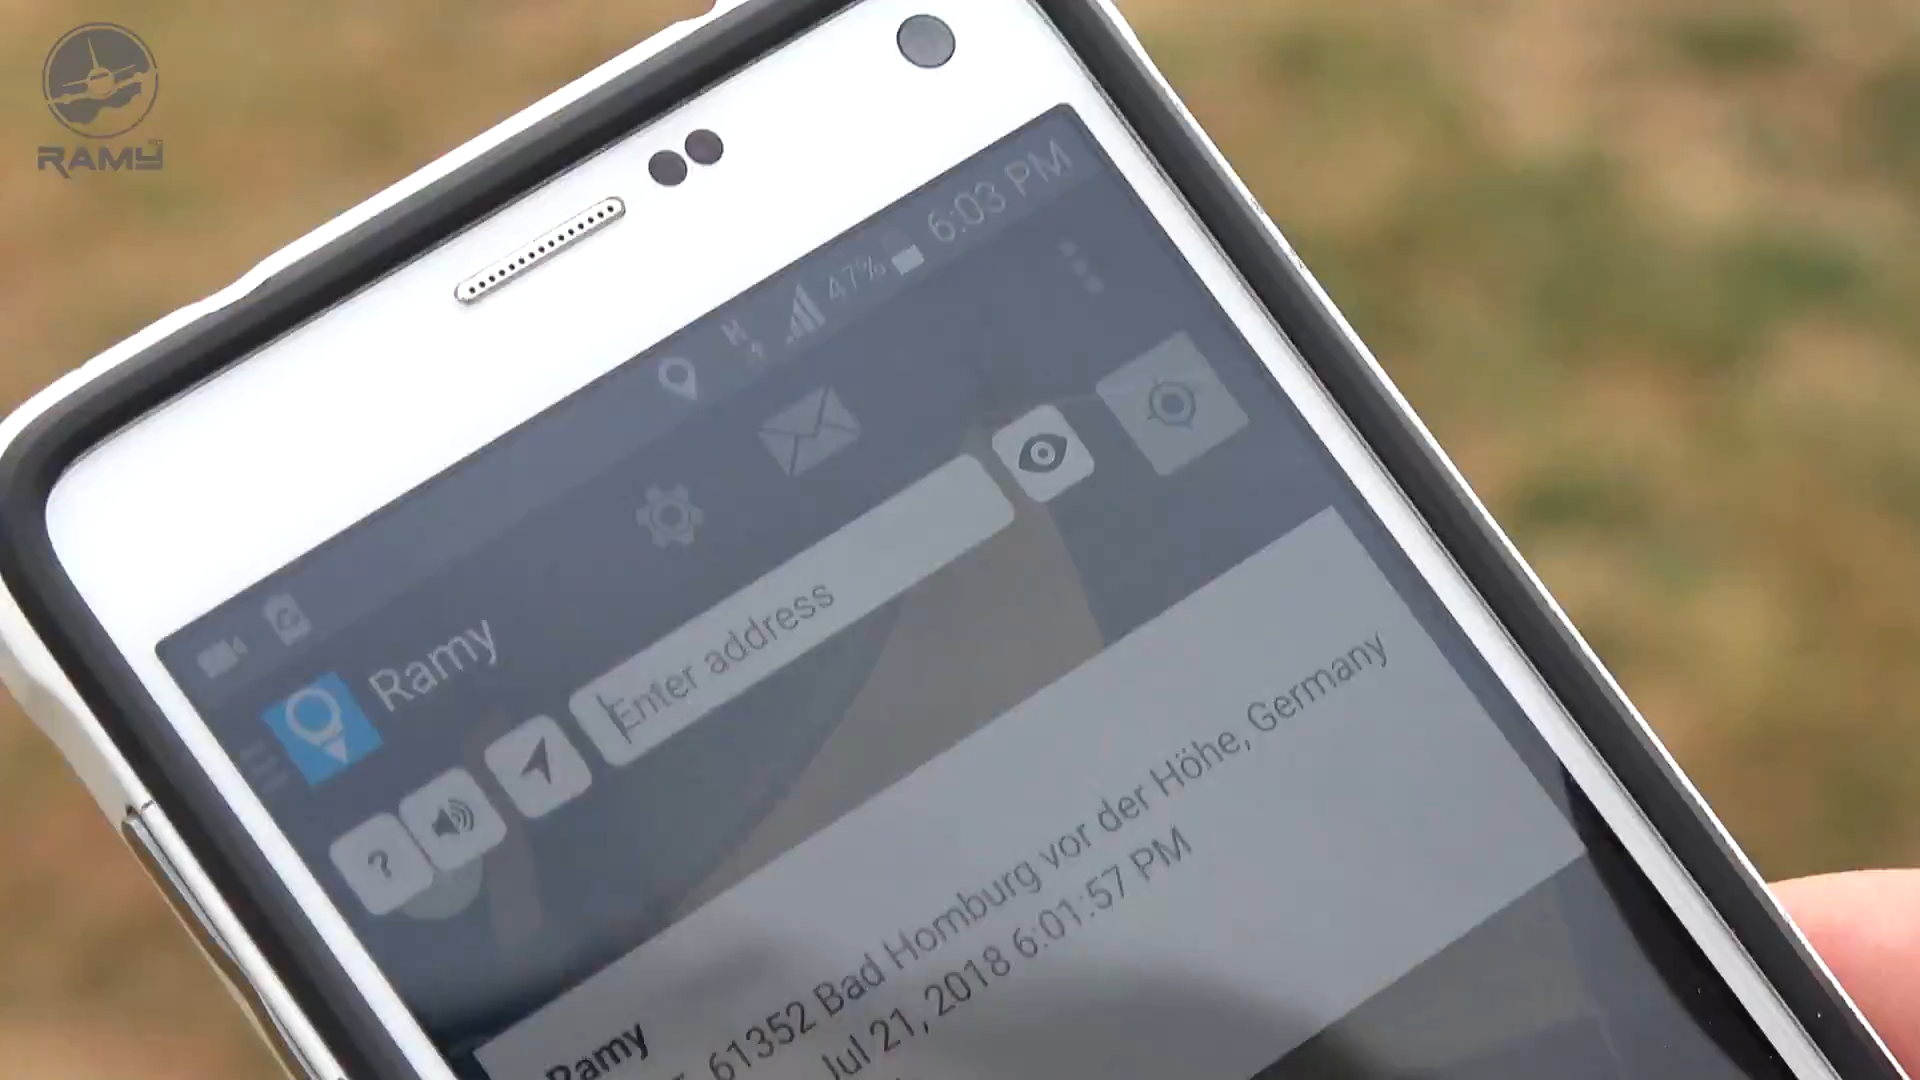 RAMY
47% 6:03 PM
Ramy
Enter address
?
Ramy
61352 Bad Homburg vor der Höhe, Germany
Jul 21, 2018 6:01:57 PM